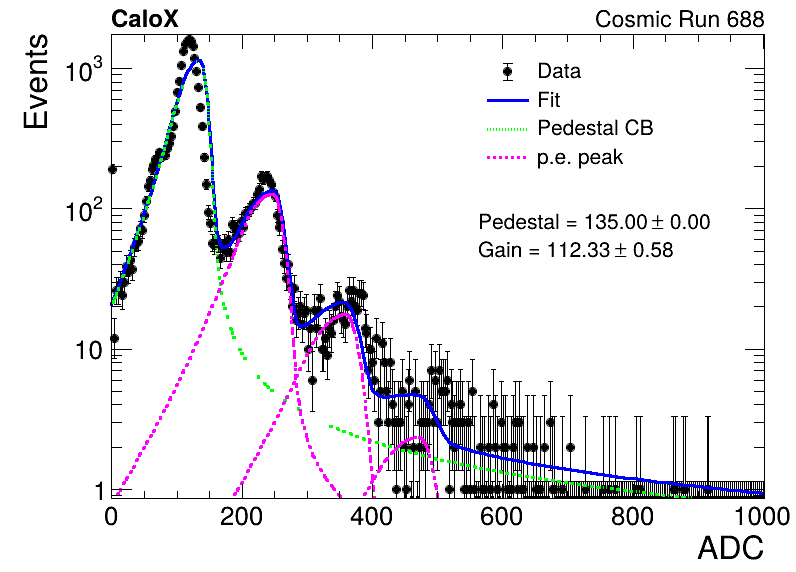 CaloX
Cosmic Run 688
Events
10³
10²
10
1
Data
Fit
Pedestal CB
p.e. peak
Pedestal = 135.00 ± 0.00
Gain = 112.33 ± 0.58
0 200 400 600 800 1000
ADC